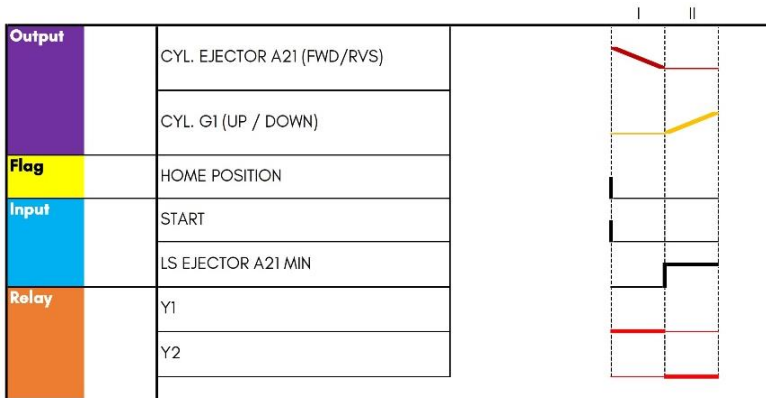 I II
Output
CYL. EJECTOR A21 (FWD/RVS)
CYL. G1 (UP / DOWN)
Flag
HOME POSITION
Input
START
LS EJECTOR A21 MIN
Relay
Y1
Y2